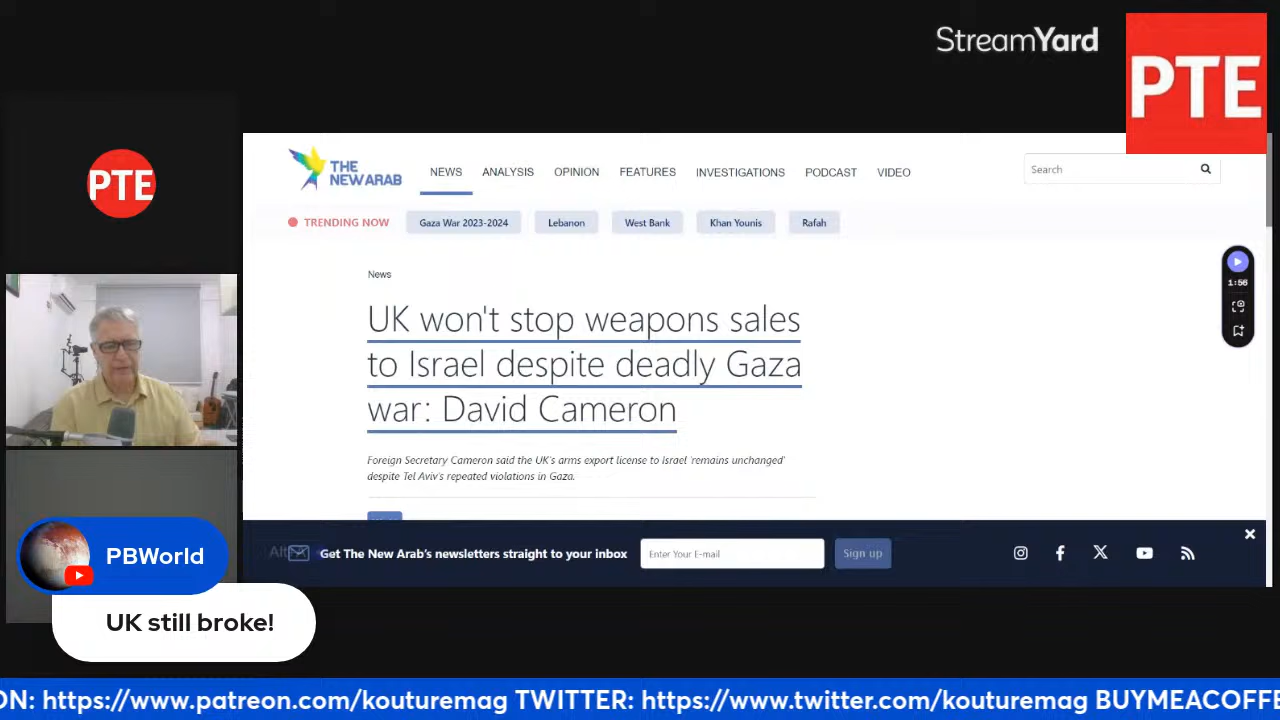 StreamYard
PTE
PTE
THE
NEWARAB
NEWS
ANALYSIS
OPINION
FEATURES
INVESTIGATIONS
PODCAST
VIDEO
Search
TRENDING NOW
Gaza War 2023-2024
Lebanon
West Bank
Khan Younis
Rafah
1:56
News
UK won't stop weapons sales
to Israel despite deadly Gaza
war: David Cameron
Foreign Secretary Cameron said the UK's arms export license to Israel 'remains unchanged'
despite Tel Aviv's repeated violations in Gaza.
Get The New Arab's newsletters straight to your inbox
Enter Your E-mail
Sign up
PBWorld
UK still broke!
ON: https://www.patreon.com/kouturemag TWITTER: https://www.twitter.com/kouturemag BUYMEACOFFE